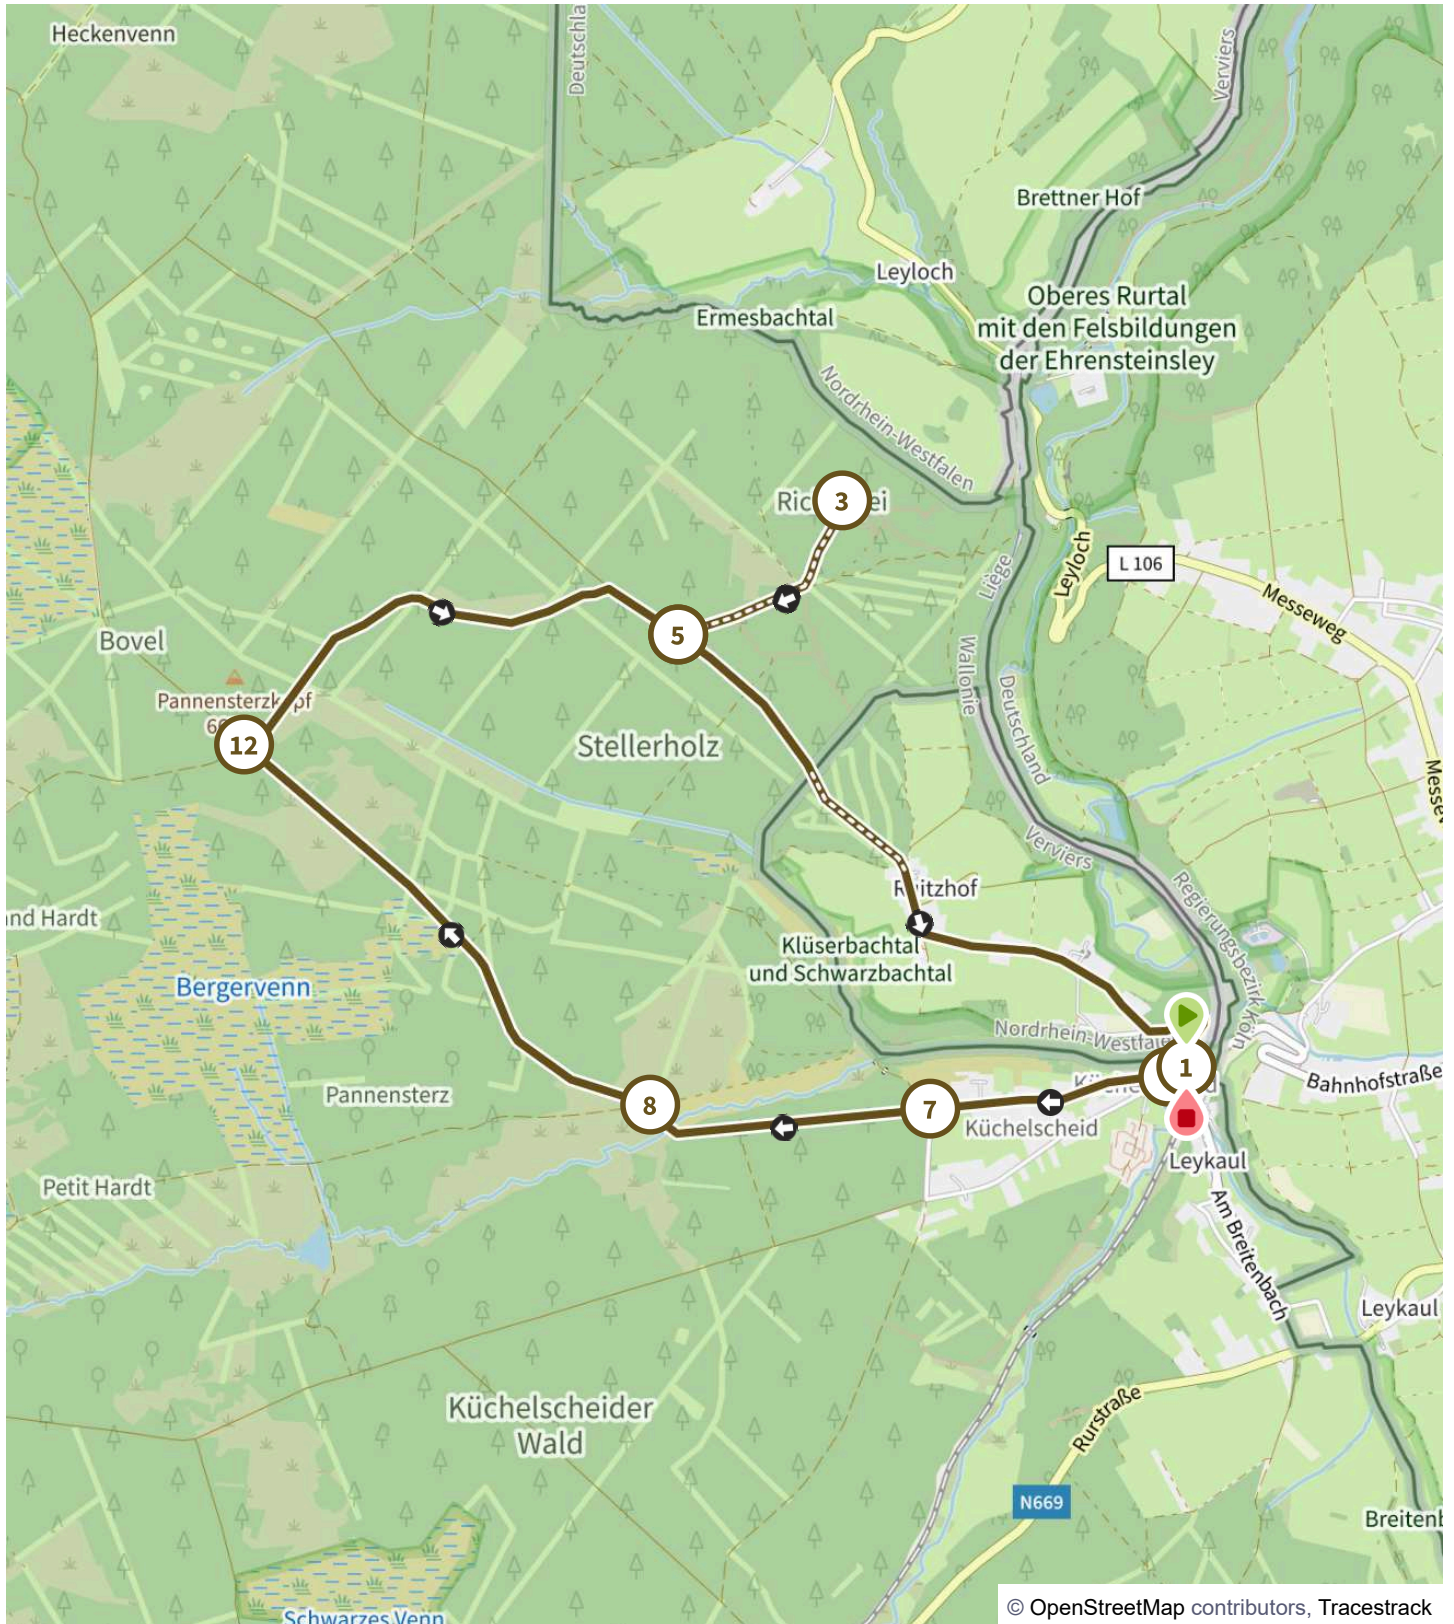 Heckenvenn
Deutschla
Verviers
Brettner Hof
Leyloch
Oberes Rurtal
mit den Felsbildungen
der Ehrensteinsley
Ermesbachtal
Nordrhein-Westfalen
3
L 106
Leyloch
Liège
Messeweg
5
Bovel
Wallonie
Deutschland
12
Stellerholz
Messew
Verviers
Regierungsbezirk Köln
and Hardt
Klüserbachtal
und Schwarzbachtal
Bergervenn
Nordrhein-Westfale
1
Bahnhofstraße
Pannensterz
8
7
Küchelscheid
Leykaul
Petit Hardt
Am Breitenbach
Leykaul
Küchelscheider
Wald
Rurstraße
N669
Breitenb
Schwarzes Venn
© OpenStreetMap contributors, Tracestrack